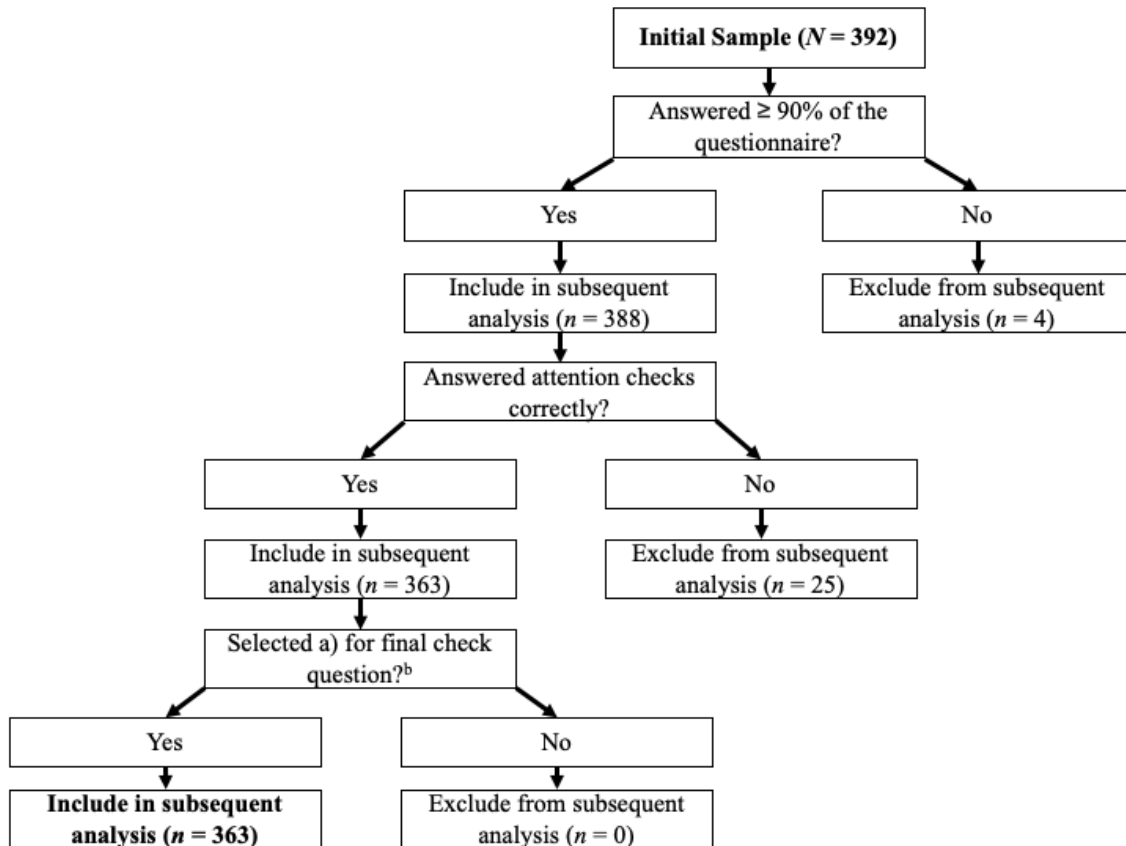 Initial Sample (N = 392)
Answered ≥ 90% of the
questionnaire?
Yes
No
Include in subsequent
analysis (n = 388)
Exclude from subsequent
analysis (n = 4)
Answered attention checks
correctly?
Yes
No
Include in subsequent
analysis (n = 363)
Exclude from subsequent
analysis (n = 25)
Selected a) for final check
question?ᵇ
Yes
No
Include in subsequent
analysis (n = 363)
Exclude from subsequent
analysis (n = 0)